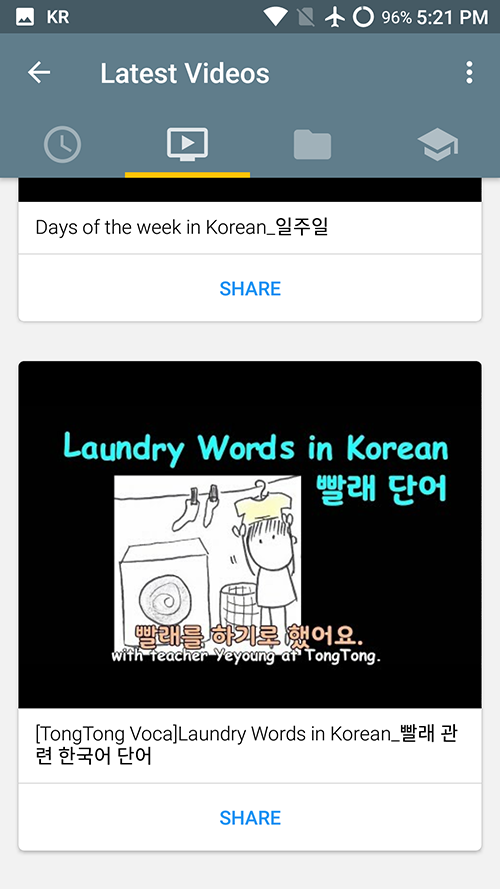 KR
96% 5:21 PM
Latest Videos
Days of the week in Korean_일주일
SHARE
Laundry Words in Korean
빨래 단어
빨래를 하기로 했어요.
with teacher Yeyoung at TongTong.
[TongTong Voca]Laundry Words in Korean_빨래 관
련 한국어 단어
SHARE